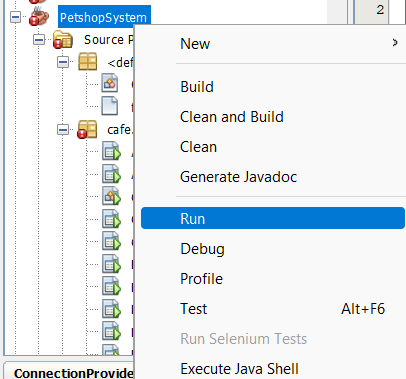 PetshopSystem
2
Source P
<def
cafe.
New
Build
Clean and Build
Clean
Generate Javadoc
Run
Debug
Profile
Test Alt+F6
Run Selenium Tests
Execute Java Shell
ConnectionProvide